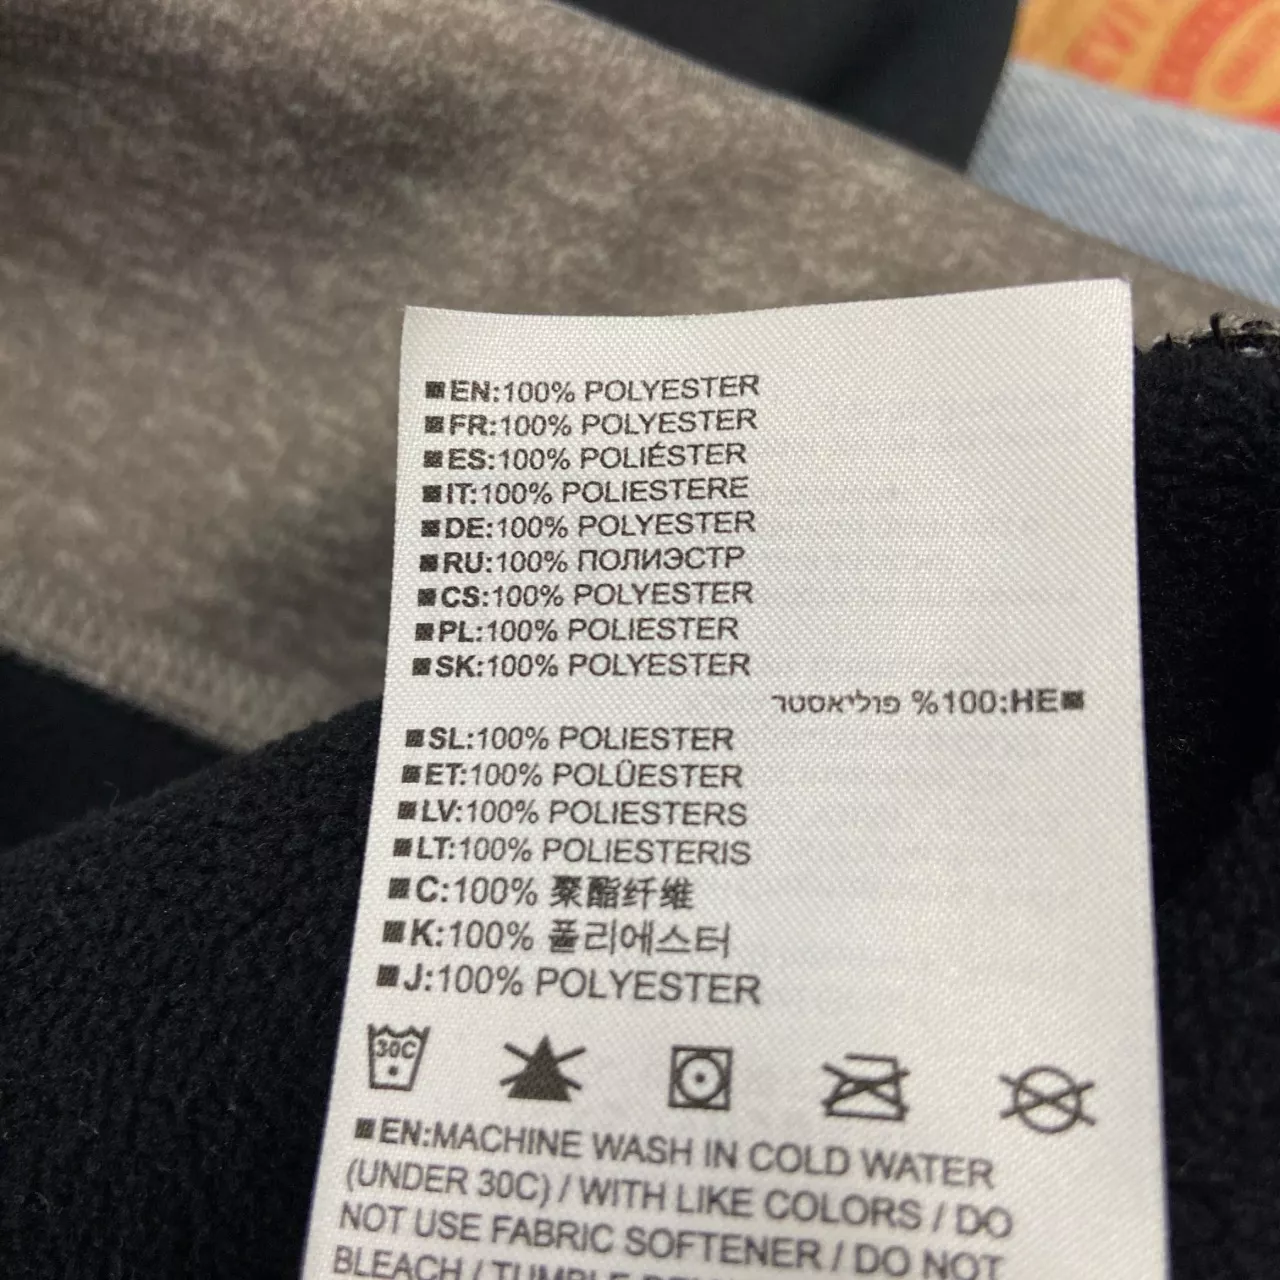 EN:100% POLYESTER
FR:100% POLYESTER
ES:100% POLIÉSTER
IT:100% POLIESTERE
DE:100% POLYESTER
RU:100% ПОЛИЭСТР
CS:100% POLYESTER
PL:100% POLIESTER
SK:100% POLYESTER
HE:100% פוליאסטר
SL:100% POLIESTER
ET:100% POLÜESTER
LV:100% POLIESTERS
LT:100% POLIESTERIS
C:100% 聚酯纤维
K:100% 폴리에스터
J:100% POLYESTER
30C
EN:MACHINE WASH IN COLD WATER
(UNDER 30C) / WITH LIKE COLORS / DO
NOT USE FABRIC SOFTENER / DO NOT
BLEACH / TUMBLE